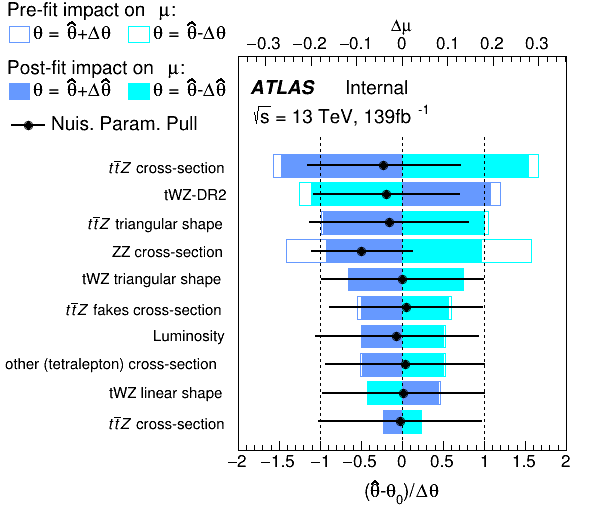 Pre-fit impact on μ:
θ = θ̂+Δθ θ = θ̂-Δθ
Post-fit impact on μ:
θ = θ̂+Δθ̂ θ = θ̂-Δθ̂
Nuis. Param. Pull
Δμ
−0.3 −0.2 −0.1 0 0.1 0.2 0.3
ATLAS Internal
√s = 13 TeV, 139fb⁻¹
tt̄Z cross-section
tWZ-DR2
tt̄Z triangular shape
ZZ cross-section
tWZ triangular shape
tt̄Z fakes cross-section
Luminosity
other (tetralepton) cross-section
tWZ linear shape
tt̄Z cross-section
−2 −1.5 −1 −0.5 0 0.5 1 1.5 2
(θ̂-θ₀)/Δθ